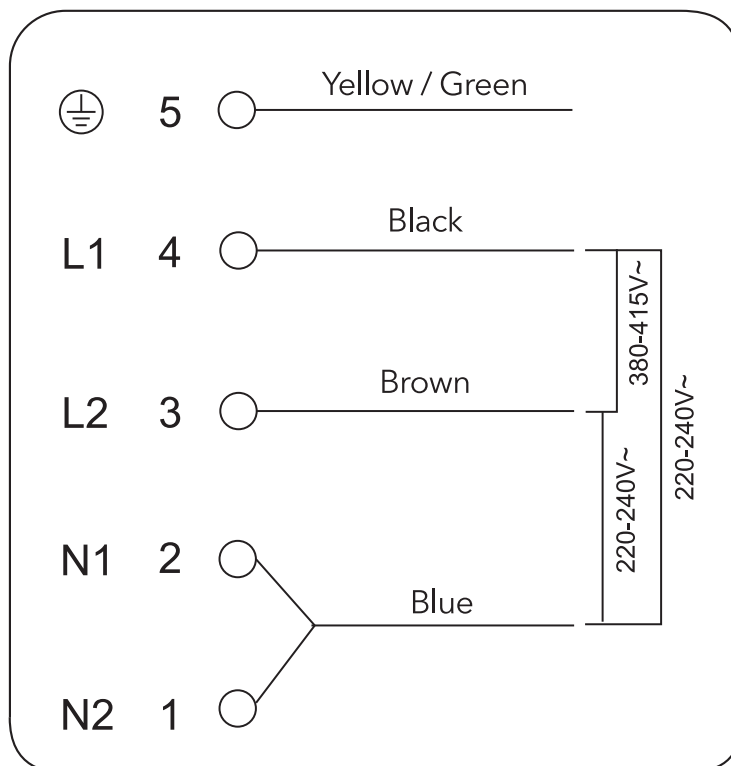 5 Yellow / Green
L1 4 Black
380-415V~
220-240V~
L2 3 Brown
220-240V~
N1 2
Blue
N2 1